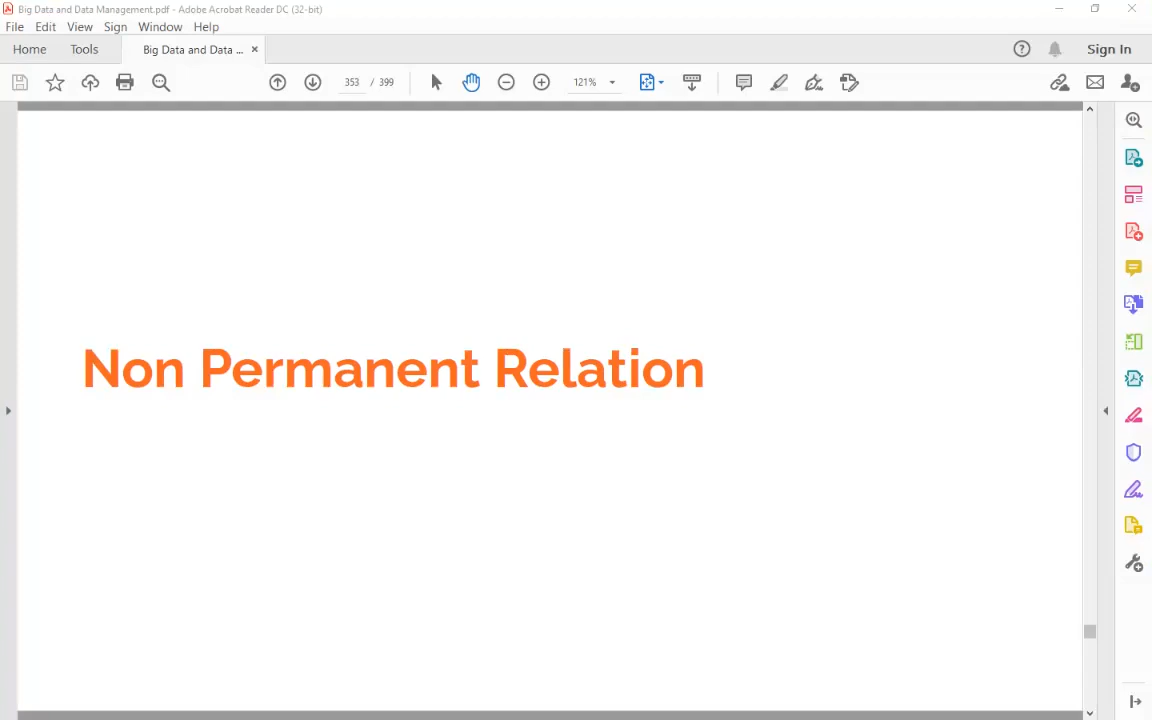 Big Data and Data Management.pdf - Adobe Acrobat Reader DC (32-bit)
File Edit View Sign Window Help
Home Tools Big Data and Data ... × Sign In
353 / 399 121%
Non Permanent Relation